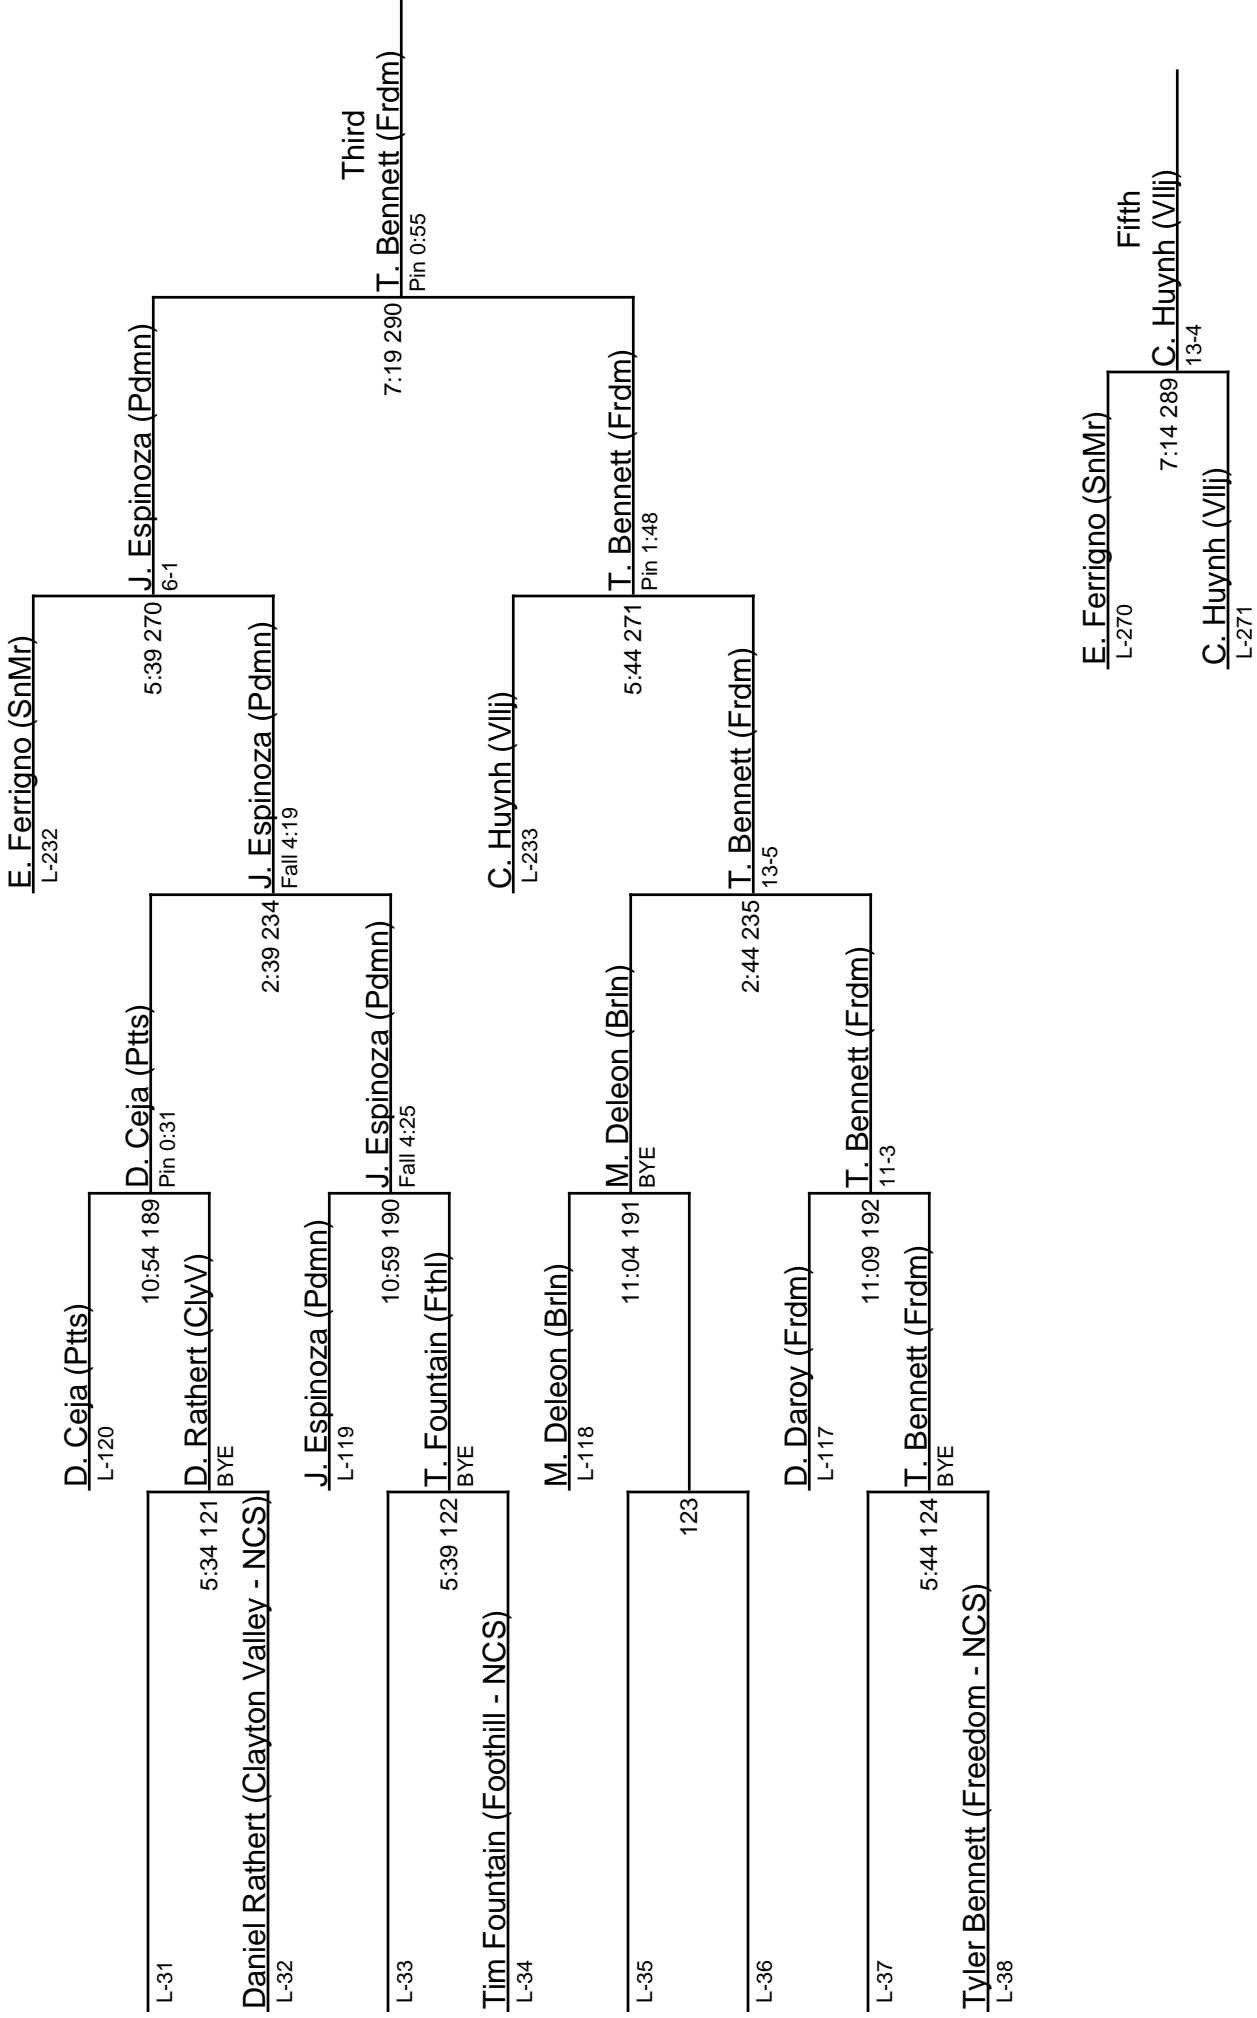 L-31
Daniel Rathert (Clayton Valley - NCS)
L-32
L-33
Tim Fountain (Foothill - NCS)
L-34
L-35
L-36
L-37
Tyler Bennett (Freedom - NCS)
L-38
5:34 121
5:39 122
123
5:44 124
D. Ceja (Ptts)
L-120
D. Rathert (ClyV)
BYE
J. Espinoza (Pdmn)
L-119
T. Fountain (Fthl)
BYE
M. Deleon (Brln)
L-118
D. Daroy (Frdm)
L-117
T. Bennett (Frdm)
BYE
10:54 189
10:59 190
11:04 191
11:09 192
D. Ceja (Ptts)
Pin 0:31
J. Espinoza (Pdmn)
Fall 4:25
M. Deleon (Brln)
BYE
T. Bennett (Frdm)
11-3
2:39 234
2:44 235
E. Ferrigno (SnMr)
L-232
J. Espinoza (Pdmn)
Fall 4:19
C. Huynh (Vllj)
L-233
T. Bennett (Frdm)
13-5
5:39 270
5:44 271
J. Espinoza (Pdmn)
6-1
T. Bennett (Frdm)
Pin 1:48
7:19 290
Third
T. Bennett (Frdm)
Pin 0:55
E. Ferrigno (SnMr)
L-270
C. Huynh (Vllj)
L-271
7:14 289
Fifth
C. Huynh (Vllj)
13-4